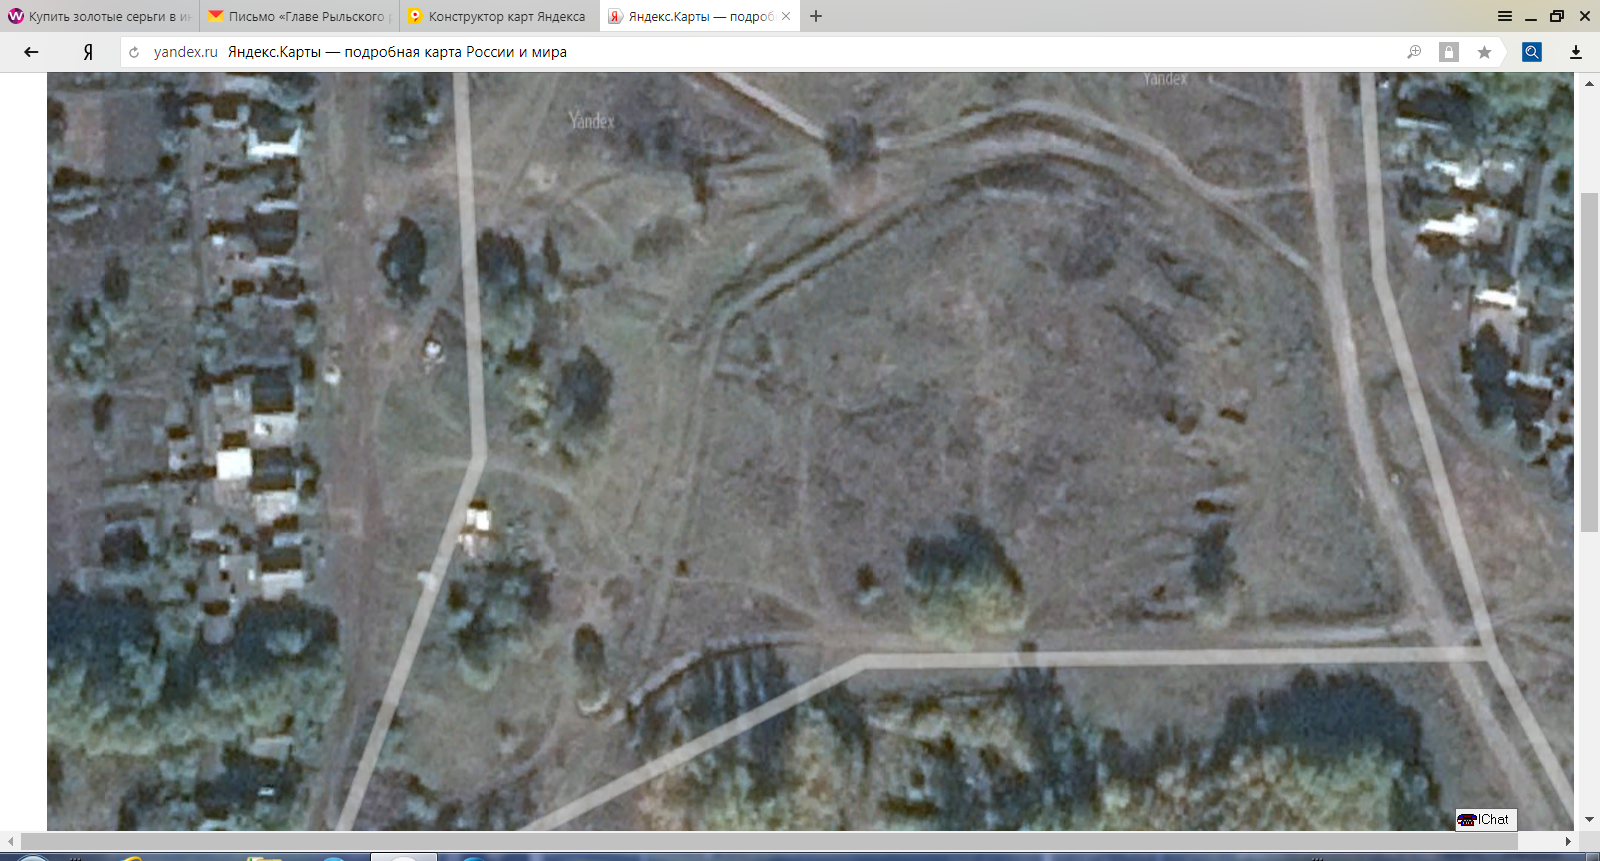 Купить золотые серьги в ин
Письмо «Главе Рыльского р
Конструктор карт Яндекса
Яндекс.Карты — подроб
Я
yandex.ru Яндекс.Карты — подробная карта России и мира
Yandex
Yandex
IChat